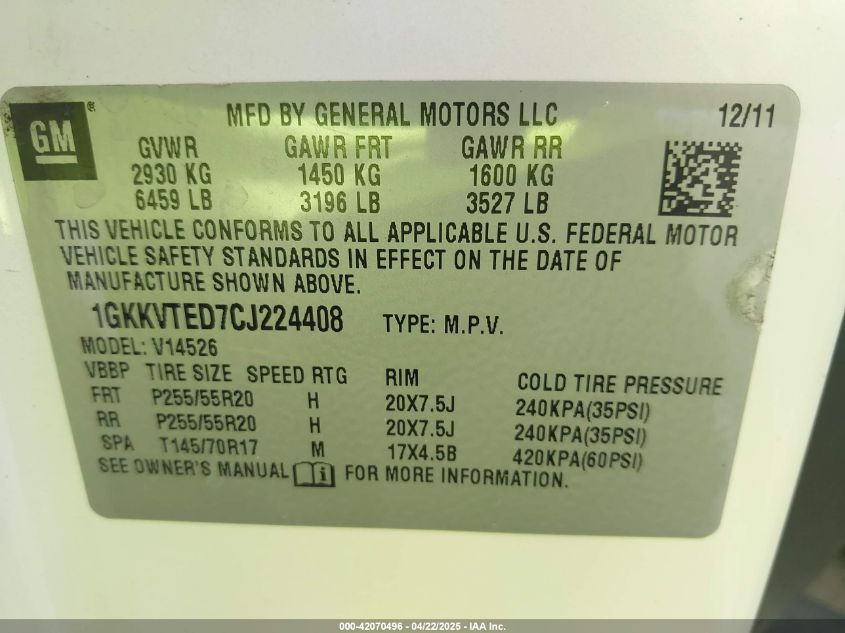 GM ®
MFD BY GENERAL MOTORS LLC 12/11
GVWR GAWR FRT GAWR RR
2930 KG 1450 KG 1600 KG
6459 LB 3196 LB 3527 LB
THIS VEHICLE CONFORMS TO ALL APPLICABLE U.S. FEDERAL MOTOR
VEHICLE SAFETY STANDARDS IN EFFECT ON THE DATE OF
MANUFACTURE SHOWN ABOVE.
1GKKVTED7CJ224408 TYPE: M.P.V.
MODEL: V14526
VBBP TIRE SIZE SPEED RTG RIM COLD TIRE PRESSURE
FRT P255/55R20 H 20X7.5J 240KPA(35PSI)
RR P255/55R20 H 20X7.5J 240KPA(35PSI)
SPA T145/70R17 M 17X4.5B 420KPA(60PSI)
SEE OWNER'S MANUAL FOR MORE INFORMATION.
000-42070496 - 04/22/2025 - IAA Inc.